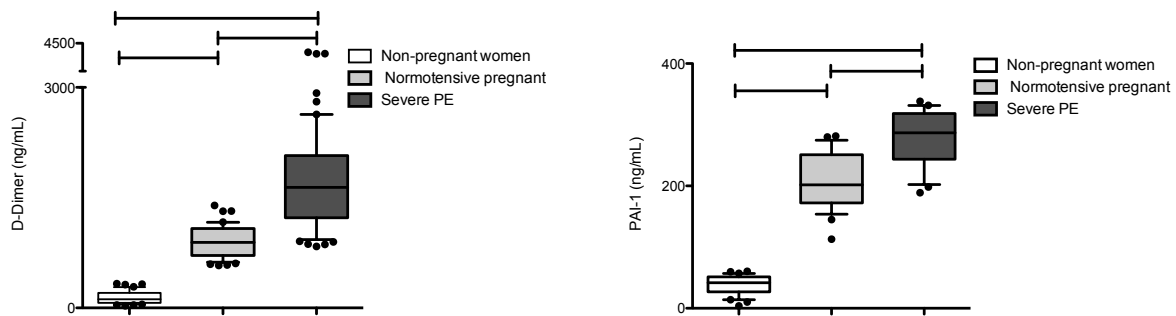 4500
3000
0
D-Dimer (ng/mL)
Non-pregnant women
Normotensive pregnant
Severe PE
400
200
0
PAI-1 (ng/mL)
Non-pregnant women
Normotensive pregnant
Severe PE